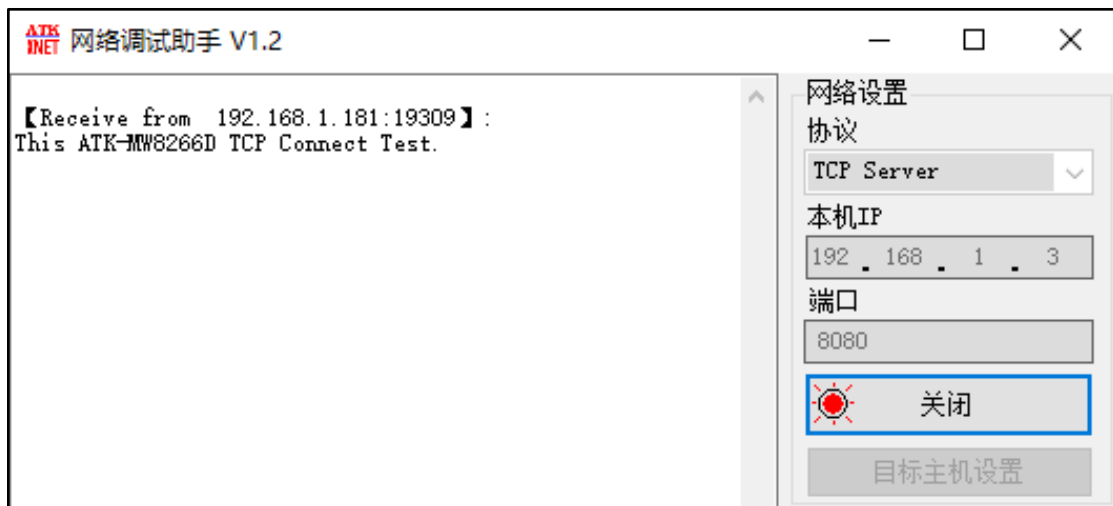 ATK
NET 网络调试助手 V1.2
【Receive from  192.168.1.181:19309】:
This ATK-MW8266D TCP Connect Test.
网络设置
协议
TCP Server
本机IP
192 . 168 . 1 . 3
端口
8080
关闭
目标主机设置